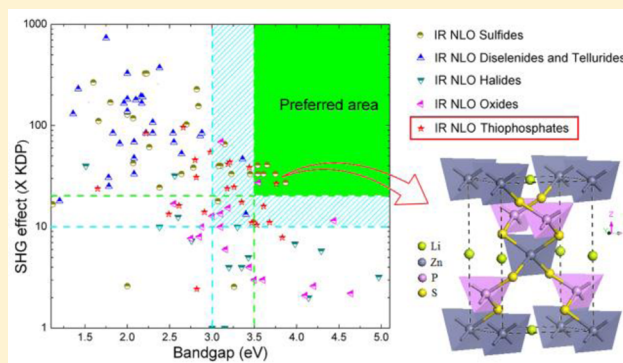 1000
100
10
1
SHG effect (X KDP)
1.5 2.0 2.5 3.0 3.5 4.0 4.5 5.0
Bandgap (eV)
Preferred area
IR NLO Sulfides
IR NLO Diselenides and Tellurides
IR NLO Halides
IR NLO Oxides
IR NLO Thiophosphates
Li
Zn
P
S
Z